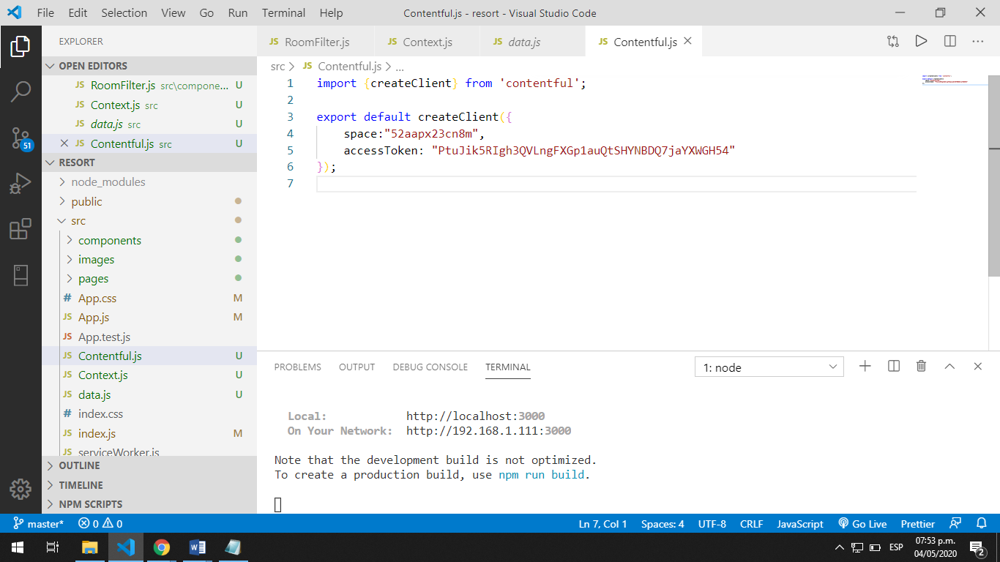 File Edit Selection View Go Run Terminal Help
Contentful.js - resort - Visual Studio Code
EXPLORER
OPEN EDITORS
JS RoomFilter.js src\compone... U
JS Context.js src U
JS data.js src U
JS Contentful.js src U
51
RESORT
node_modules
public
src
components
images
pages
# App.css M
JS App.js M
JS App.test.js
JS Contentful.js U
JS Context.js U
JS data.js U
# index.css
JS index.js M
JS serviceWorker.js
OUTLINE
TIMELINE
NPM SCRIPTS
JS RoomFilter.js
JS Context.js
JS data.js
JS Contentful.js
src > JS Contentful.js > ...
1 import {createClient} from 'contentful';
2
3 export default createClient({
4 space:"52aapx23cn8m",
5 accessToken: "PtuJik5RIgh3QVLngFXGp1auQtSHYNBDQ7jaYXWGH54"
6 });
7
PROBLEMS OUTPUT DEBUG CONSOLE TERMINAL
1: node
Local: http://localhost:3000
On Your Network: http://192.168.1.111:3000
Note that the development build is not optimized.
To create a production build, use npm run build.
master* 0 0
Ln 7, Col 1 Spaces: 4 UTF-8 CRLF JavaScript Go Live Prettier
ESP
07:53 p.m.
04/05/2020
2